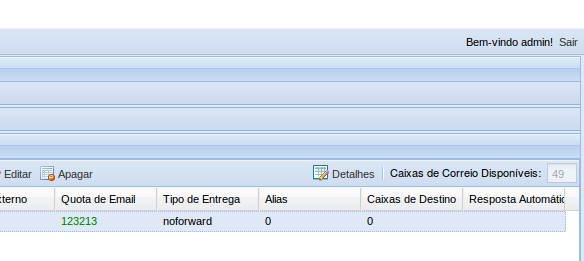 Bem-vindo admin! Sair
Editar Apagar Detalhes Caixas de Correio Disponíveis: 49
xterno Quota de Email Tipo de Entrega Alias Caixas de Destino Resposta Automátic
123213 noforward 0 0